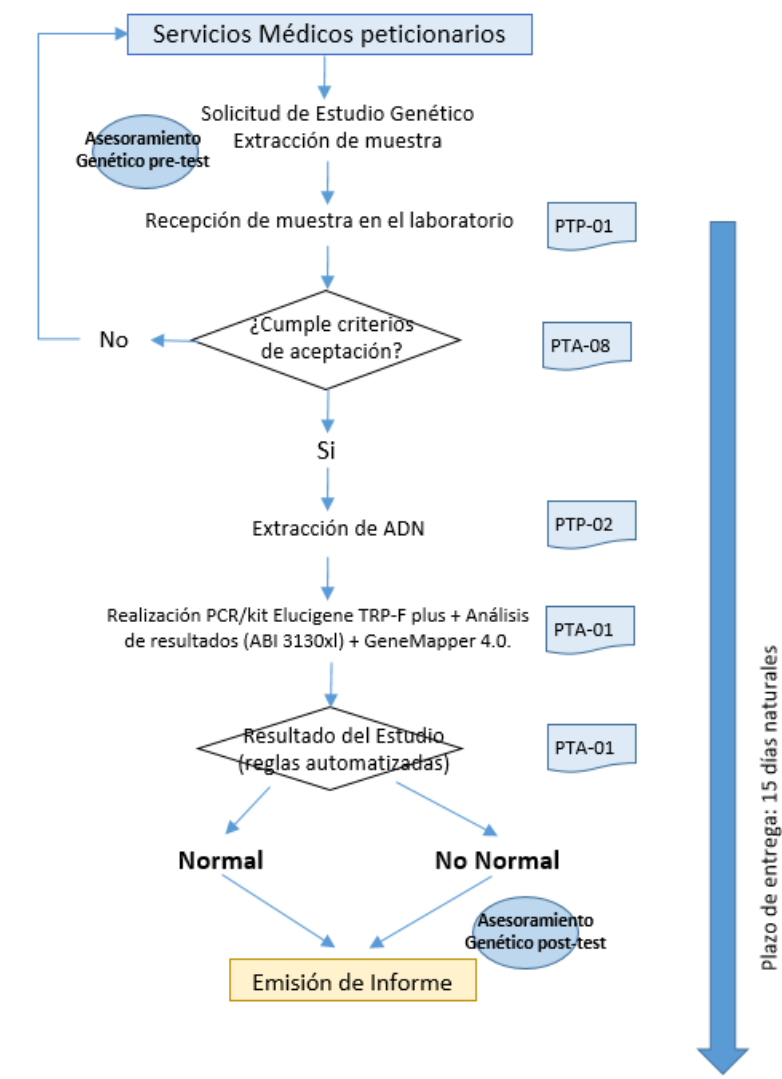 Servicios Médicos peticionarios
Solicitud de Estudio Genético
Extracción de muestra
Asesoramiento
Genético pre-test
Recepción de muestra en el laboratorio
PTP-01
¿Cumple criterios
de aceptación?
No
PTA-08
Si
Extracción de ADN
PTP-02
Realización PCR/kit Elucigene TRP-F plus + Análisis
de resultados (ABI 3130xl) + GeneMapper 4.0.
PTA-01
Resultado del Estudio
(reglas automatizadas)
PTA-01
Normal
No Normal
Asesoramiento
Genético post-test
Emisión de Informe
Plazo de entrega: 15 días naturales